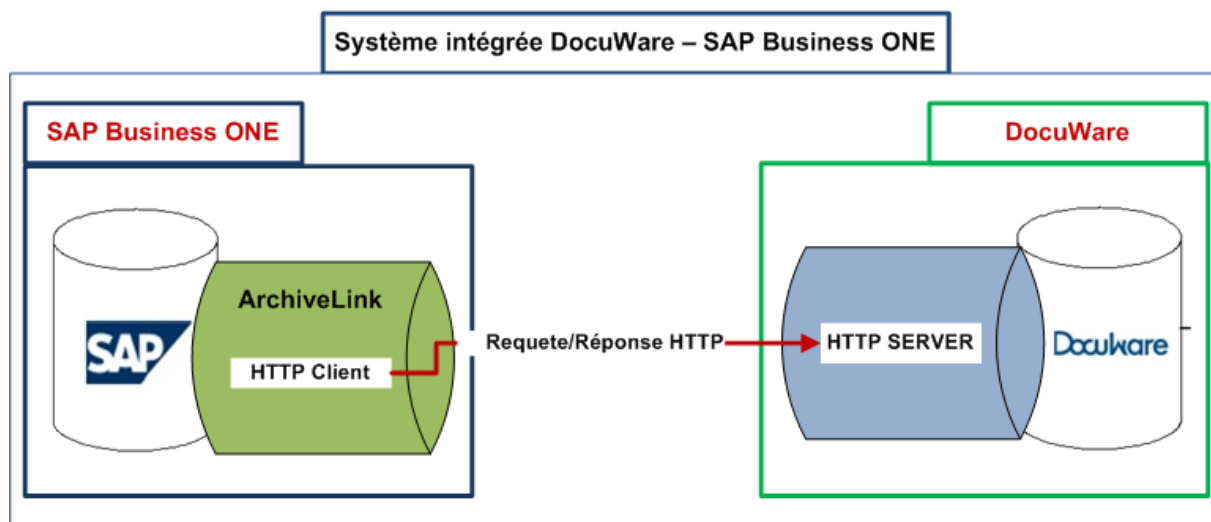 Système intégrée DocuWare – SAP Business ONE
SAP Business ONE
DocuWare
ArchiveLink
SAP
HTTP Client
Requete/Réponse HTTP
HTTP SERVER
DocuWare